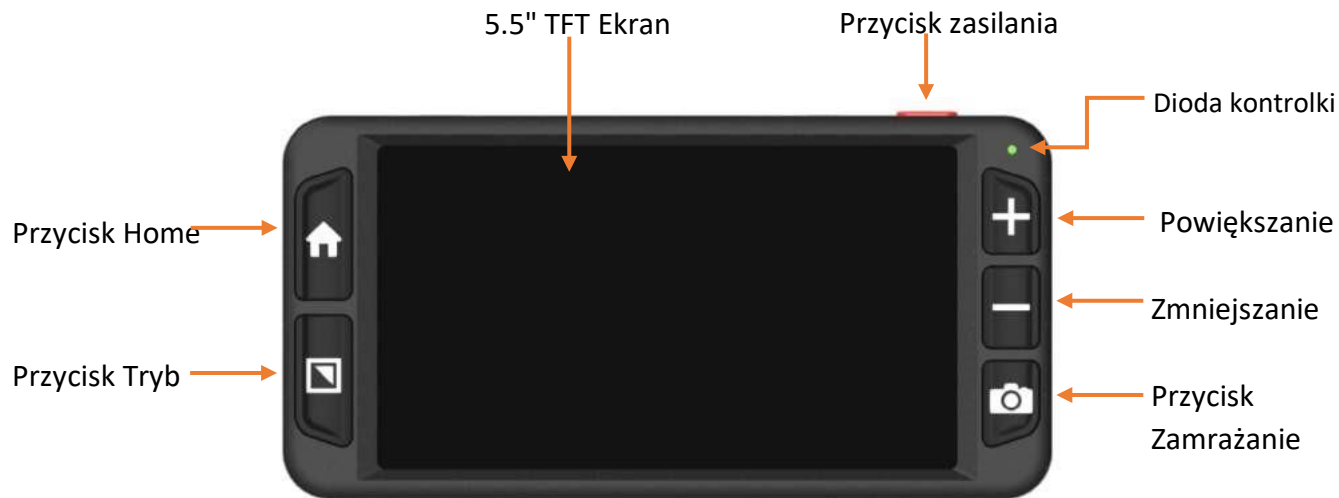 5.5" TFT Ekran
Przycisk zasilania
Dioda kontrolki
Przycisk Home
Powiększanie
Zmniejszanie
Przycisk Tryb
Przycisk
Zamrażanie